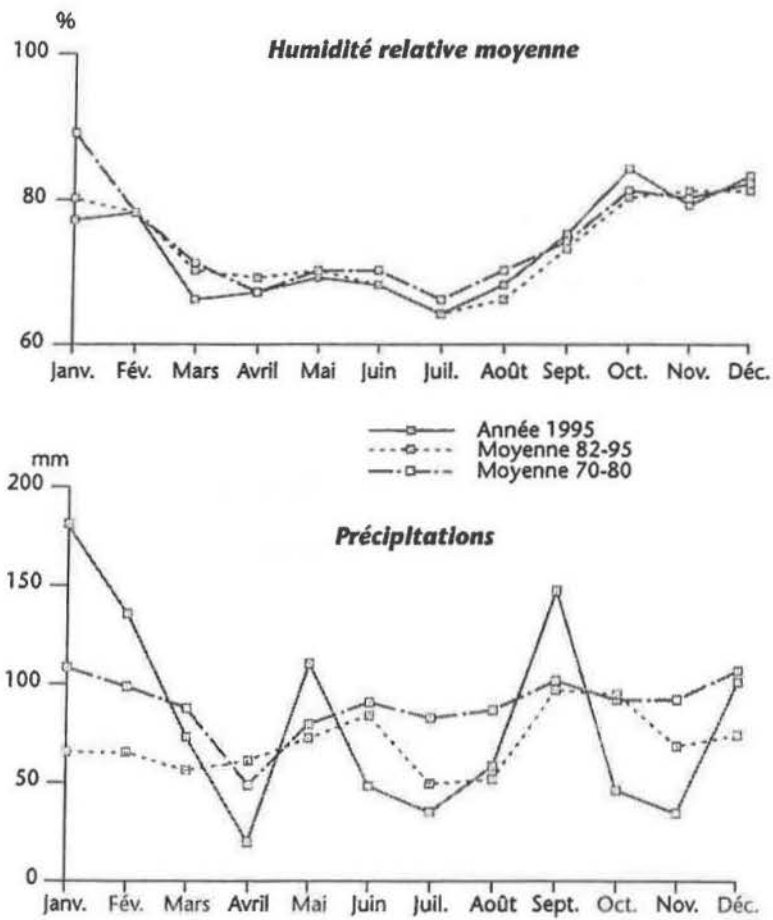 %
Humidité relative moyenne
100
80
60
Janv. Fév. Mars Avril Mai Juin Juil. Août Sept. Oct. Nov. Déc.
Année 1995
Moyenne 82-95
Moyenne 70-80
mm
200
Précipitations
150
100
50
0
Janv. Fév. Mars Avril Mai Juin Juil. Août Sept. Oct. Nov. Déc.